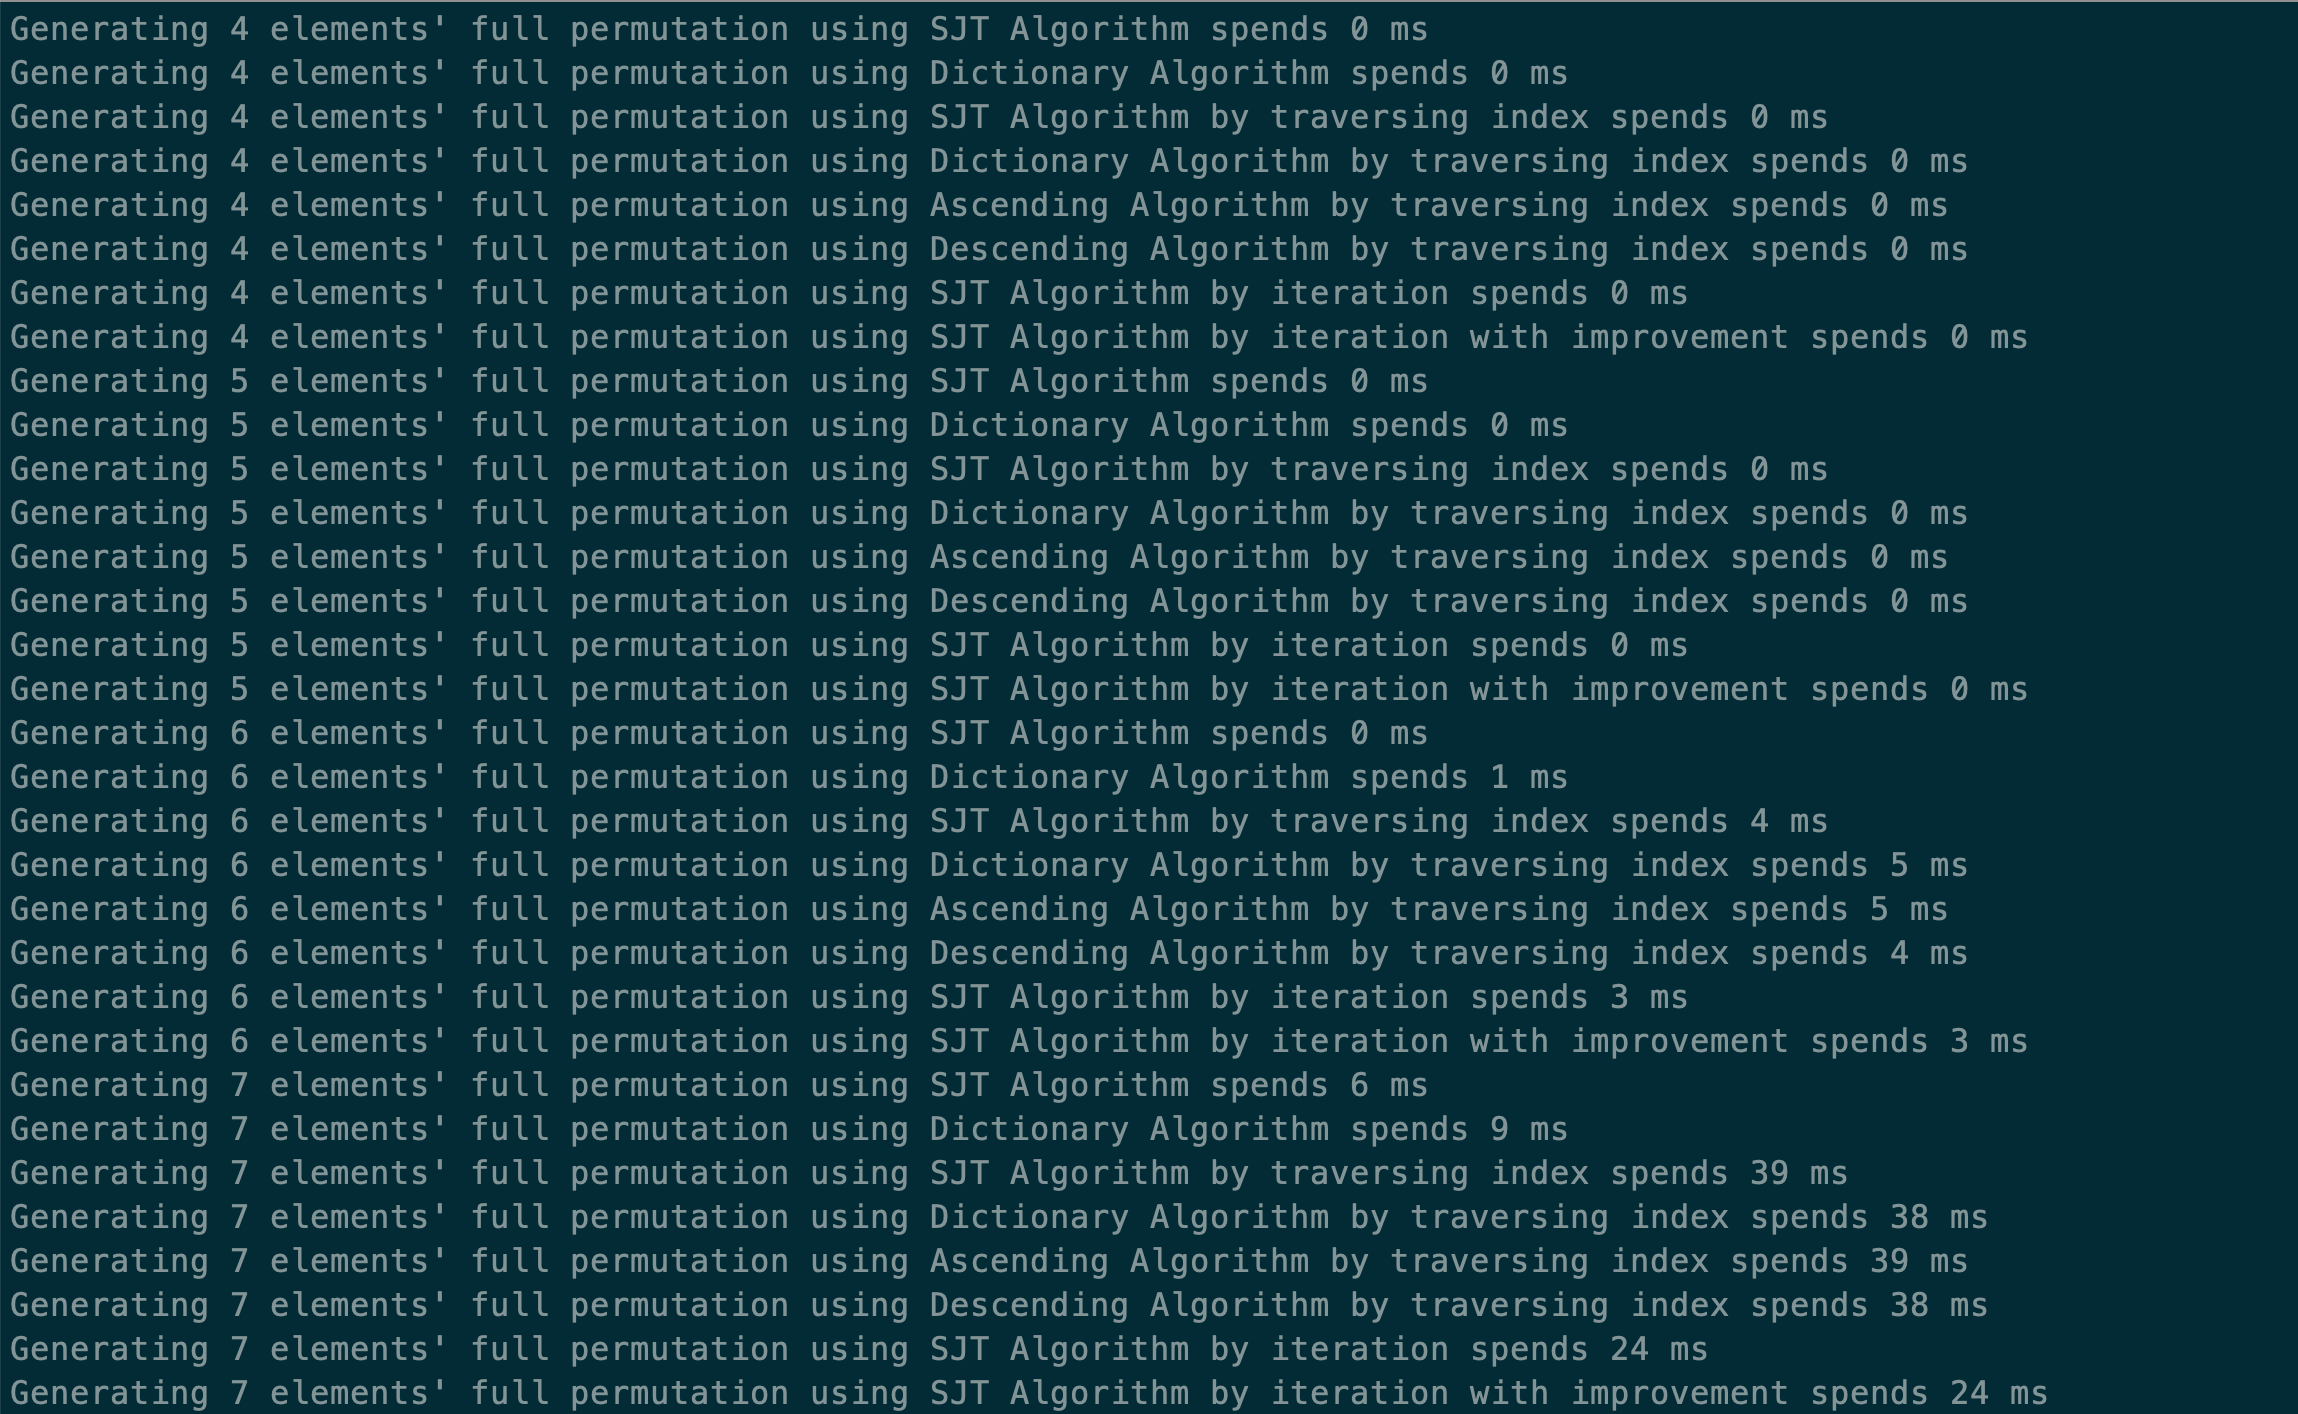 Generating 4 elements' full permutation using SJT Algorithm spends 0 ms
Generating 4 elements' full permutation using Dictionary Algorithm spends 0 ms
Generating 4 elements' full permutation using SJT Algorithm by traversing index spends 0 ms
Generating 4 elements' full permutation using Dictionary Algorithm by traversing index spends 0 ms
Generating 4 elements' full permutation using Ascending Algorithm by traversing index spends 0 ms
Generating 4 elements' full permutation using Descending Algorithm by traversing index spends 0 ms
Generating 4 elements' full permutation using SJT Algorithm by iteration spends 0 ms
Generating 4 elements' full permutation using SJT Algorithm by iteration with improvement spends 0 ms
Generating 5 elements' full permutation using SJT Algorithm spends 0 ms
Generating 5 elements' full permutation using Dictionary Algorithm spends 0 ms
Generating 5 elements' full permutation using SJT Algorithm by traversing index spends 0 ms
Generating 5 elements' full permutation using Dictionary Algorithm by traversing index spends 0 ms
Generating 5 elements' full permutation using Ascending Algorithm by traversing index spends 0 ms
Generating 5 elements' full permutation using Descending Algorithm by traversing index spends 0 ms
Generating 5 elements' full permutation using SJT Algorithm by iteration spends 0 ms
Generating 5 elements' full permutation using SJT Algorithm by iteration with improvement spends 0 ms
Generating 6 elements' full permutation using SJT Algorithm spends 0 ms
Generating 6 elements' full permutation using Dictionary Algorithm spends 1 ms
Generating 6 elements' full permutation using SJT Algorithm by traversing index spends 4 ms
Generating 6 elements' full permutation using Dictionary Algorithm by traversing index spends 5 ms
Generating 6 elements' full permutation using Ascending Algorithm by traversing index spends 5 ms
Generating 6 elements' full permutation using Descending Algorithm by traversing index spends 4 ms
Generating 6 elements' full permutation using SJT Algorithm by iteration spends 3 ms
Generating 6 elements' full permutation using SJT Algorithm by iteration with improvement spends 3 ms
Generating 7 elements' full permutation using SJT Algorithm spends 6 ms
Generating 7 elements' full permutation using Dictionary Algorithm spends 9 ms
Generating 7 elements' full permutation using SJT Algorithm by traversing index spends 39 ms
Generating 7 elements' full permutation using Dictionary Algorithm by traversing index spends 38 ms
Generating 7 elements' full permutation using Ascending Algorithm by traversing index spends 39 ms
Generating 7 elements' full permutation using Descending Algorithm by traversing index spends 38 ms
Generating 7 elements' full permutation using SJT Algorithm by iteration spends 24 ms
Generating 7 elements' full permutation using SJT Algorithm by iteration with improvement spends 24 ms